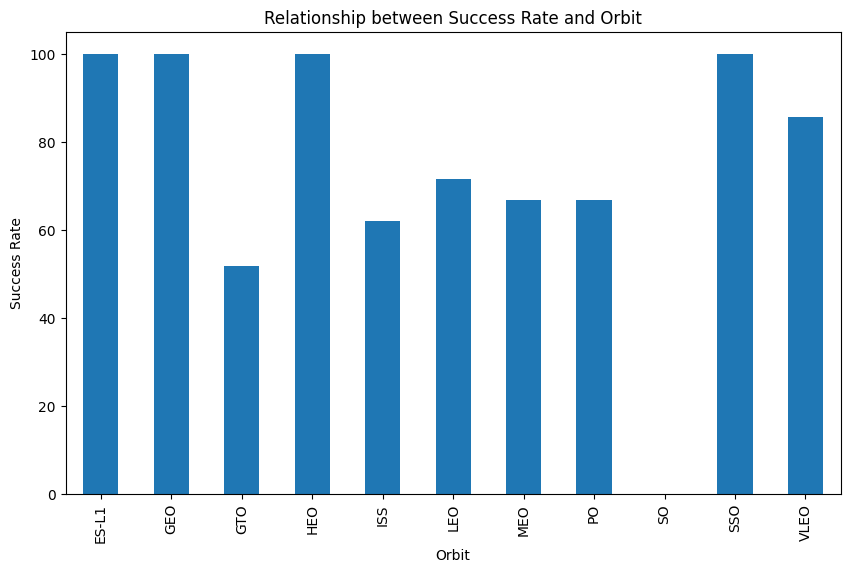 Relationship between Success Rate and Orbit
Success Rate
100
80
60
40
20
0
ES-L1
GEO
GTO
HEO
ISS
LEO
MEO
PO
SO
SSO
VLEO
Orbit